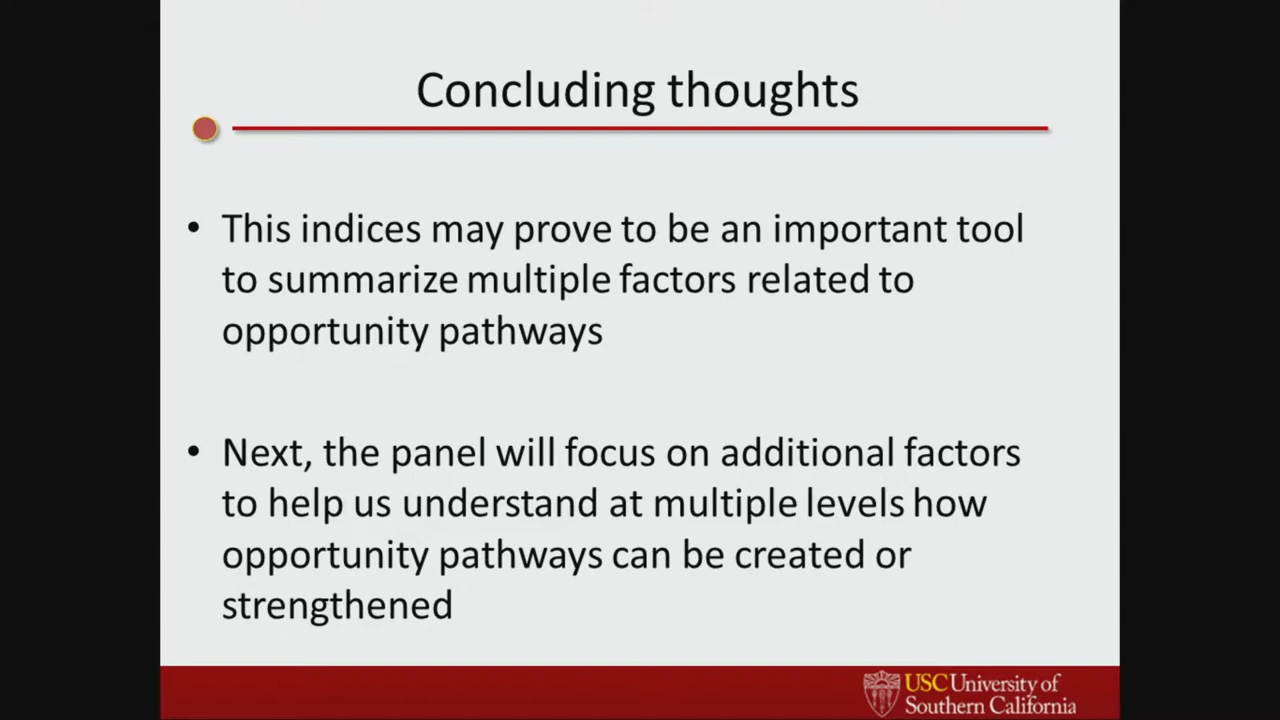 Concluding thoughts
• This indices may prove to be an important tool
to summarize multiple factors related to
opportunity pathways
• Next, the panel will focus on additional factors
to help us understand at multiple levels how
opportunity pathways can be created or
strengthened
USC University of
Southern California